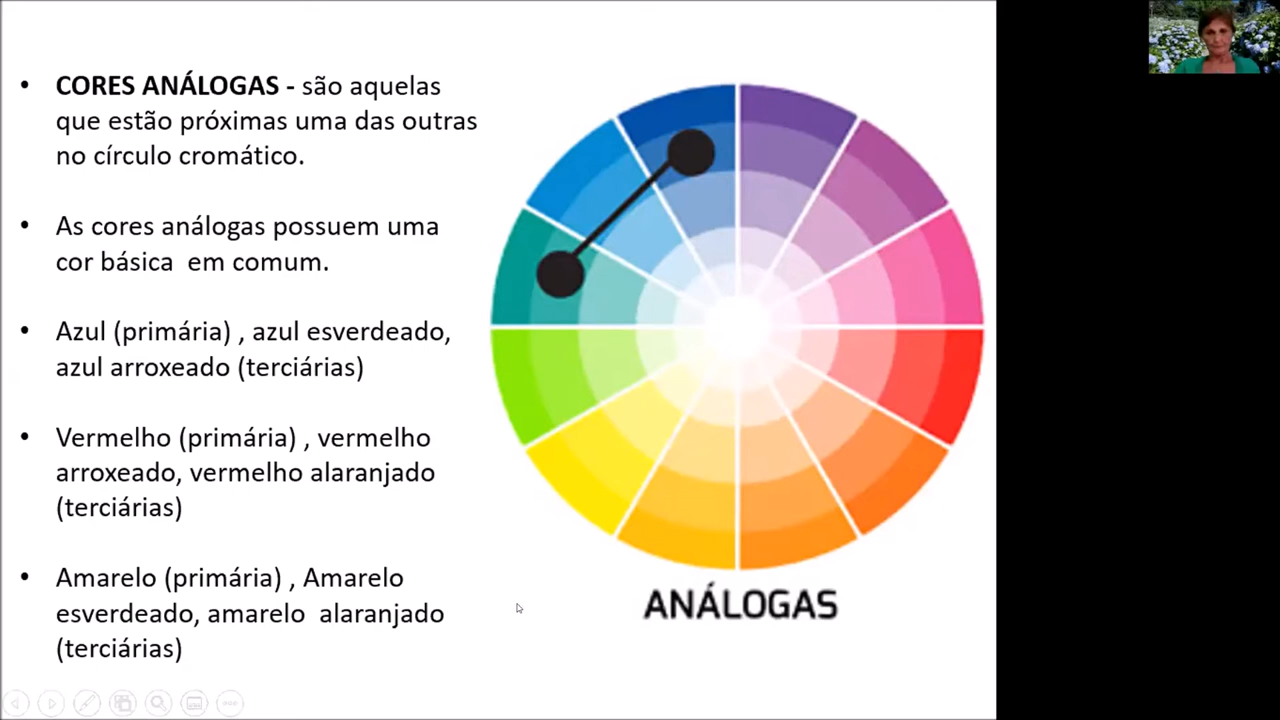 • CORES ANÁLOGAS - são aquelas
que estão próximas uma das outras
no círculo cromático.
• As cores análogas possuem uma
cor básica  em comum.
• Azul (primária) , azul esverdeado,
azul arroxeado (terciárias)
• Vermelho (primária) , vermelho
arroxeado, vermelho alaranjado
(terciárias)
• Amarelo (primária) , Amarelo
esverdeado, amarelo  alaranjado
(terciárias)
ANÁLOGAS